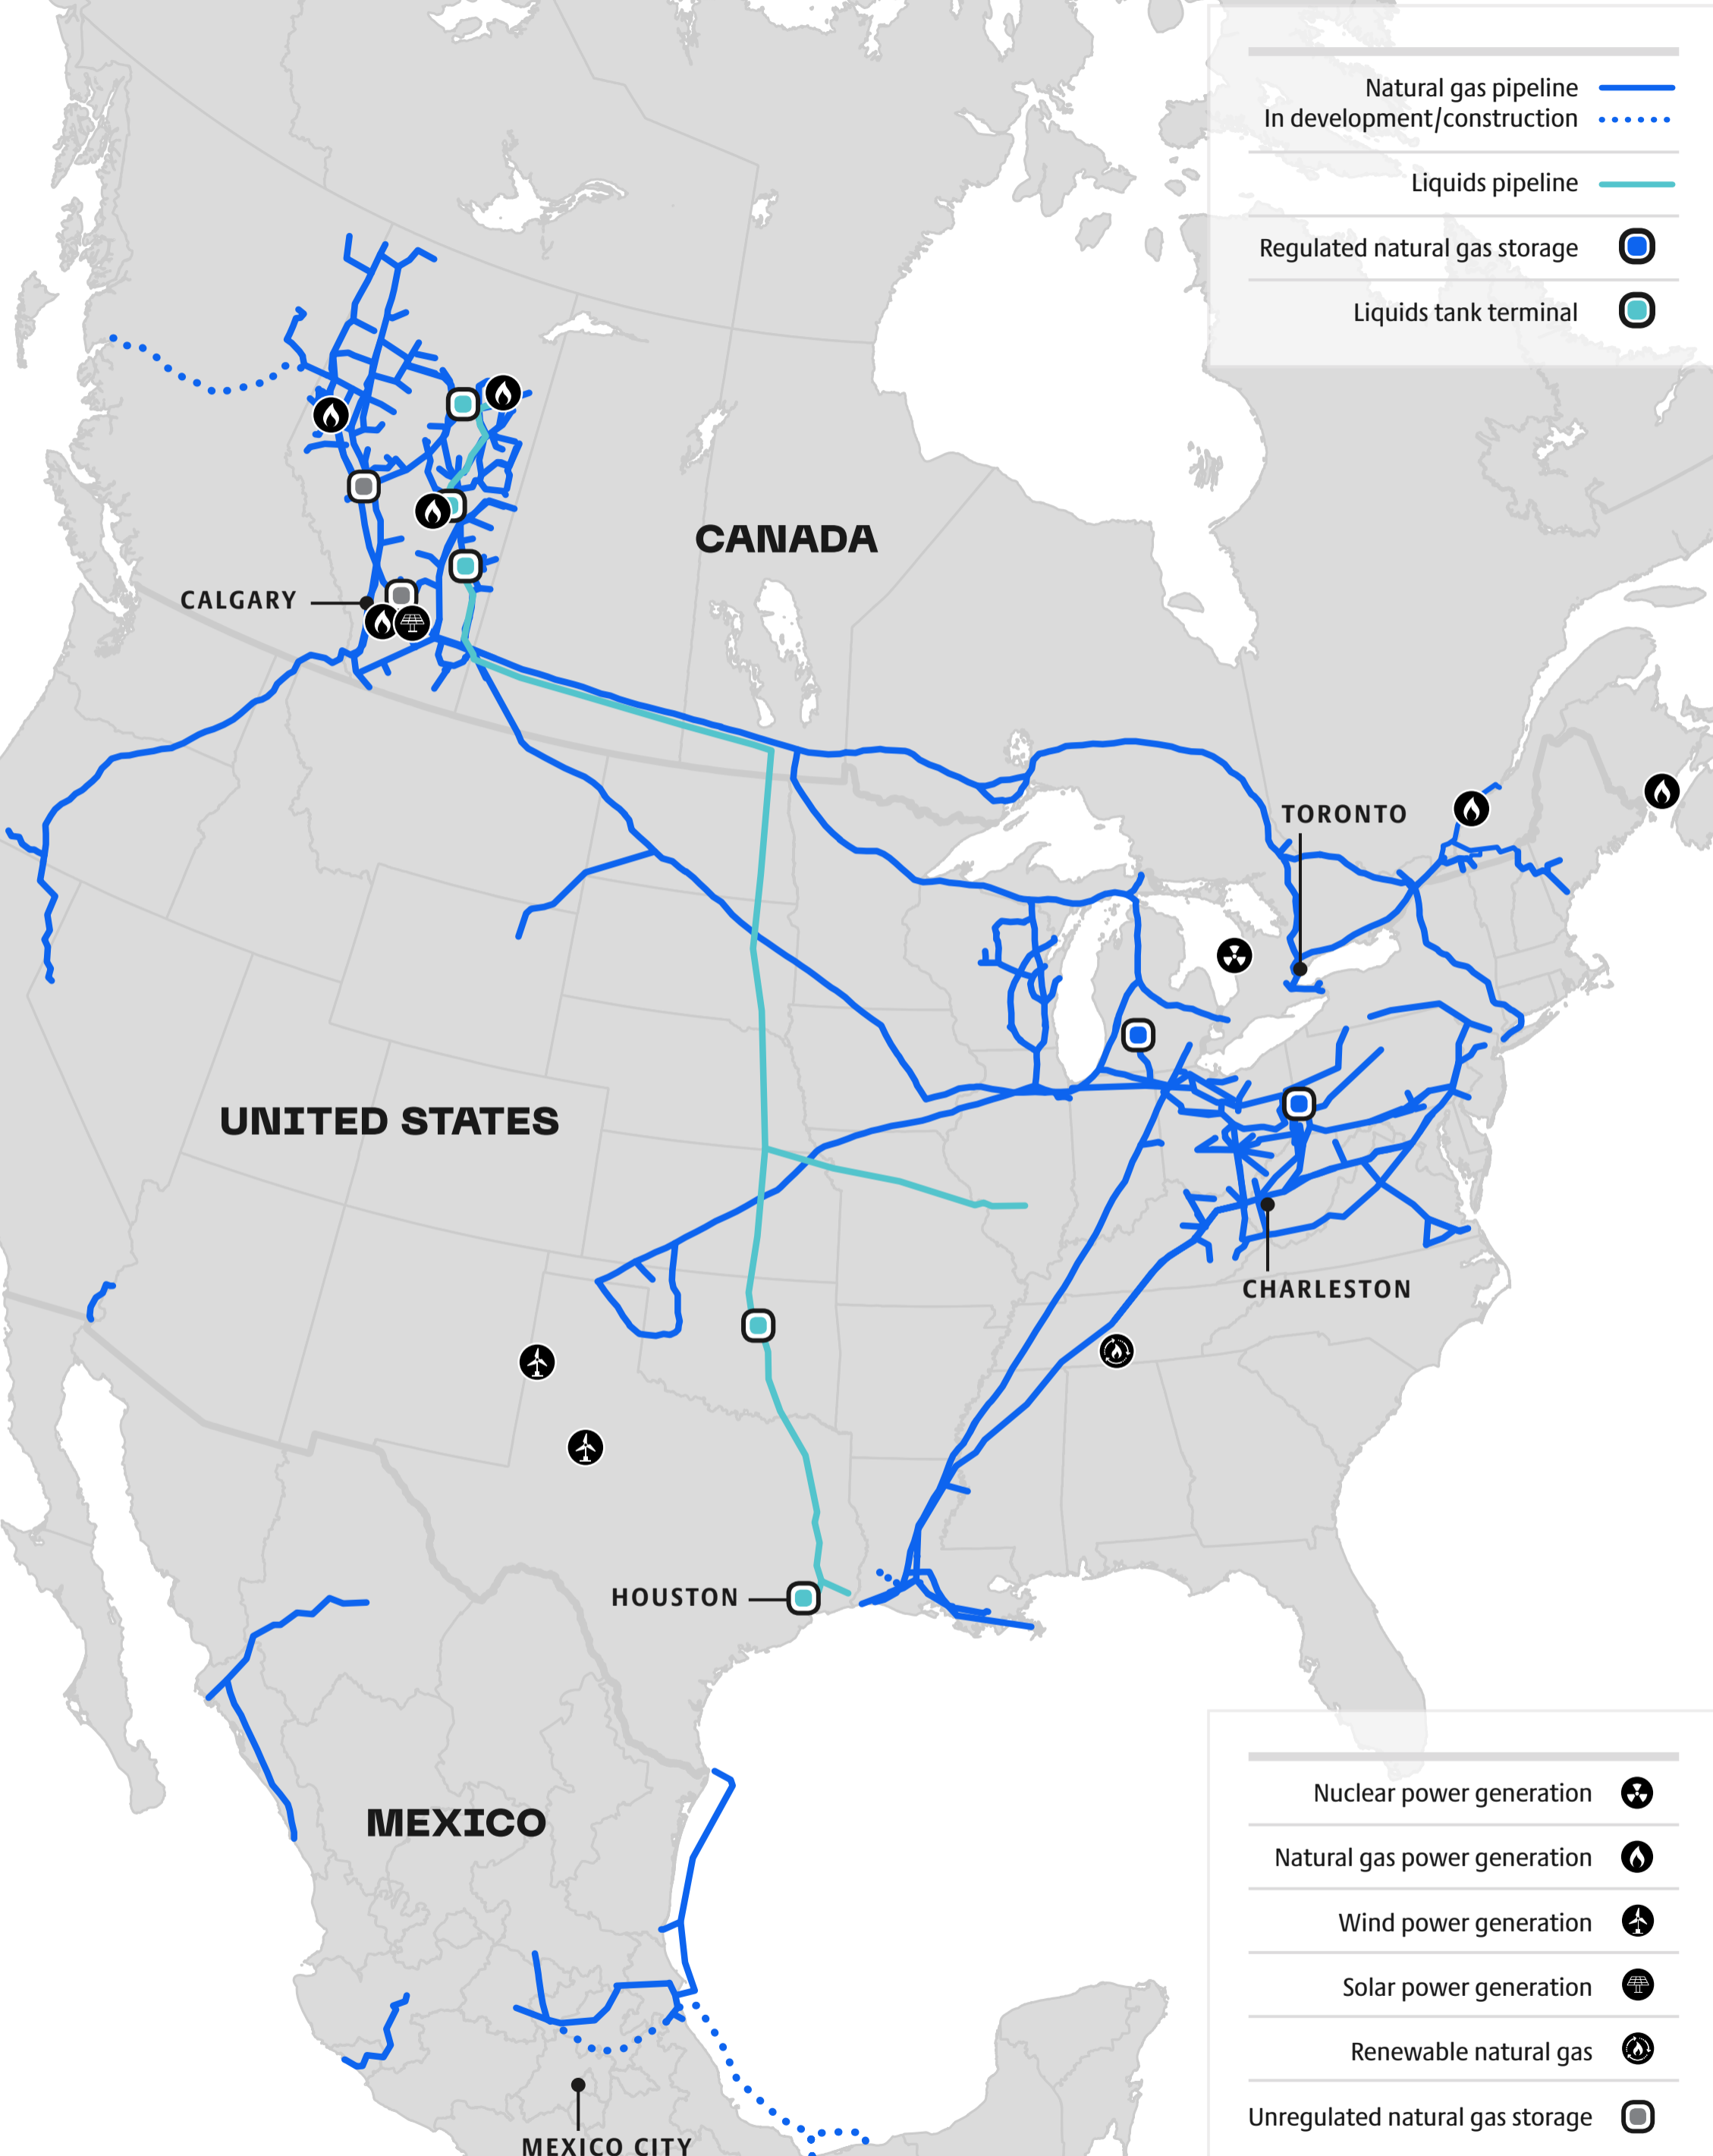 Natural gas pipeline
In development/construction
Liquids pipeline
Regulated natural gas storage
Liquids tank terminal
CANADA
CALGARY
TORONTO
UNITED STATES
CHARLESTON
HOUSTON
MEXICO
MEXICO CITY
Nuclear power generation
Natural gas power generation
Wind power generation
Solar power generation
Renewable natural gas
Unregulated natural gas storage